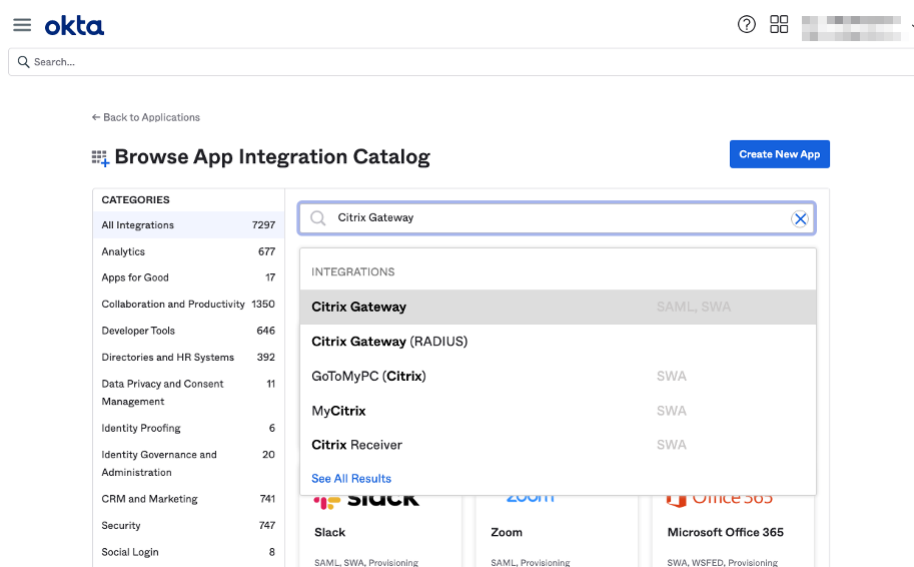 okta
Search...
← Back to Applications
Browse App Integration Catalog
Create New App
CATEGORIES
All Integrations 7297
Analytics 677
Apps for Good 17
Collaboration and Productivity 1350
Developer Tools 646
Directories and HR Systems 392
Data Privacy and Consent 11
Management
Identity Proofing 6
Identity Governance and 20
Administration
CRM and Marketing 741
Security 747
Social Login 8
Citrix Gateway
INTEGRATIONS
Citrix Gateway SAML, SWA
Citrix Gateway (RADIUS)
GoToMyPC (Citrix) SWA
MyCitrix SWA
Citrix Receiver SWA
See All Results
slack zoom Office 365
Slack Zoom Microsoft Office 365
SAML, SWA, Provisioning SAML, Provisioning SWA, WSFED, Provisioning